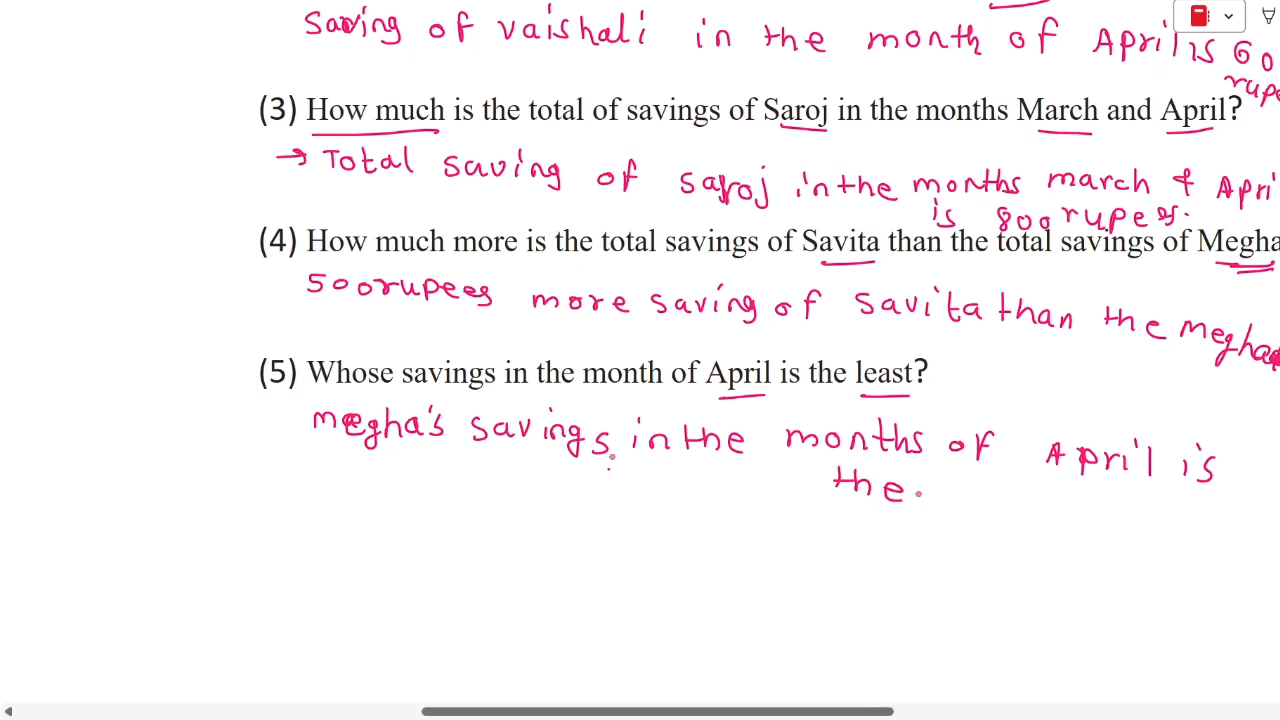 Saving of vaishali in the month of April is 60
rupe
(3) How much is the total of savings of Saroj in the months March and April?
→ Total saving of saroj in the months march & Apri
is 800 rupees.
(4) How much more is the total savings of Savita than the total savings of Megha
500 rupees more saving of savita than the megha
(5) Whose savings in the month of April is the least?
megha's savings in the months of April is
the